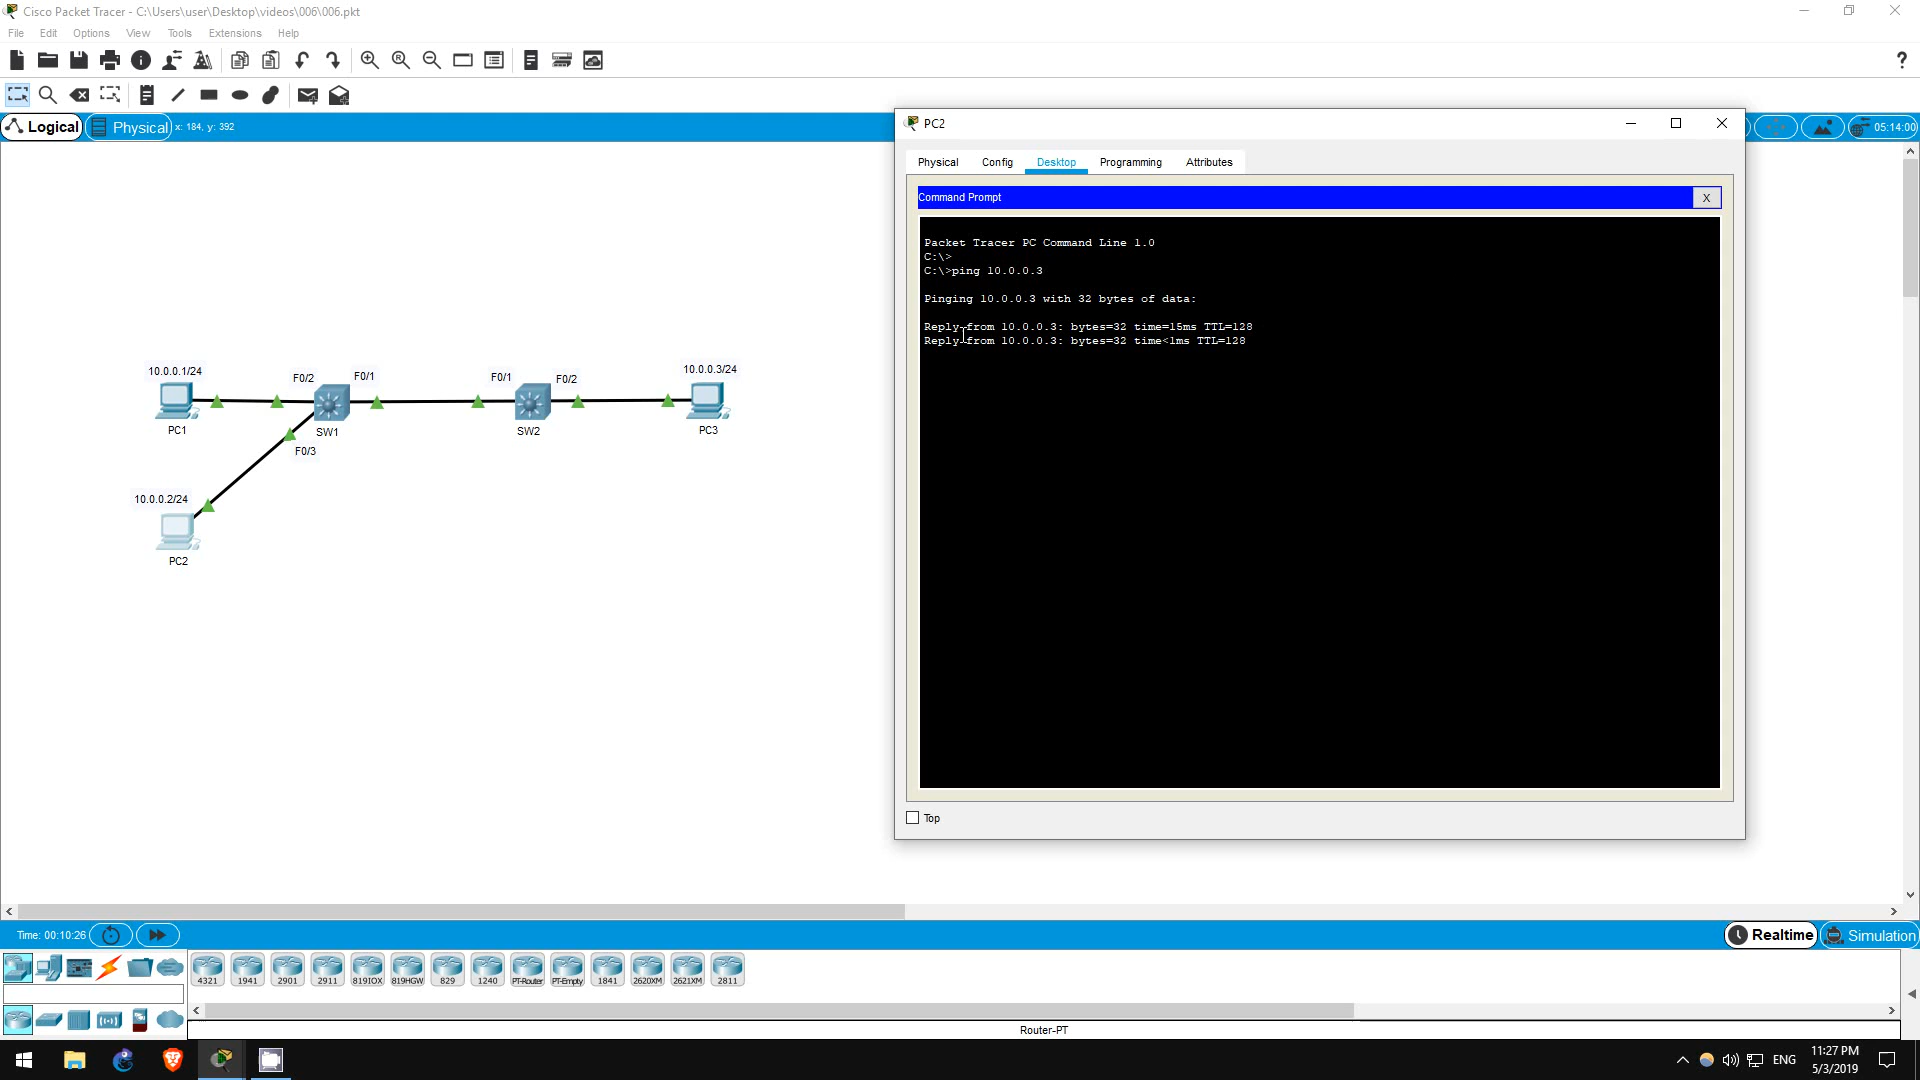 Cisco Packet Tracer - C:\Users\user\Desktop\videos\006\006.pkt
File Edit Options View Tools Extensions Help
Logical Physical x: 184, y: 392
05:14:00
PC2
Physical Config Desktop Programming Attributes
Command Prompt
X
Packet Tracer PC Command Line 1.0
C:\>
C:\>ping 10.0.0.3
Pinging 10.0.0.3 with 32 bytes of data:
Reply from 10.0.0.3: bytes=32 time=15ms TTL=128
Reply from 10.0.0.3: bytes=32 time<1ms TTL=128
Top
10.0.0.1/24
F0/2
F0/1
F0/1
F0/2
10.0.0.3/24
PC1
SW1
SW2
PC3
F0/3
10.0.0.2/24
PC2
Time: 00:10:26
Realtime
Simulation
4321 1941 2901 2911 819IOX 819HGW 829 1240 PT-Router PT-Empty 1841 2620XM 2621XM 2811
Router-PT
ENG
11:27 PM
5/3/2019